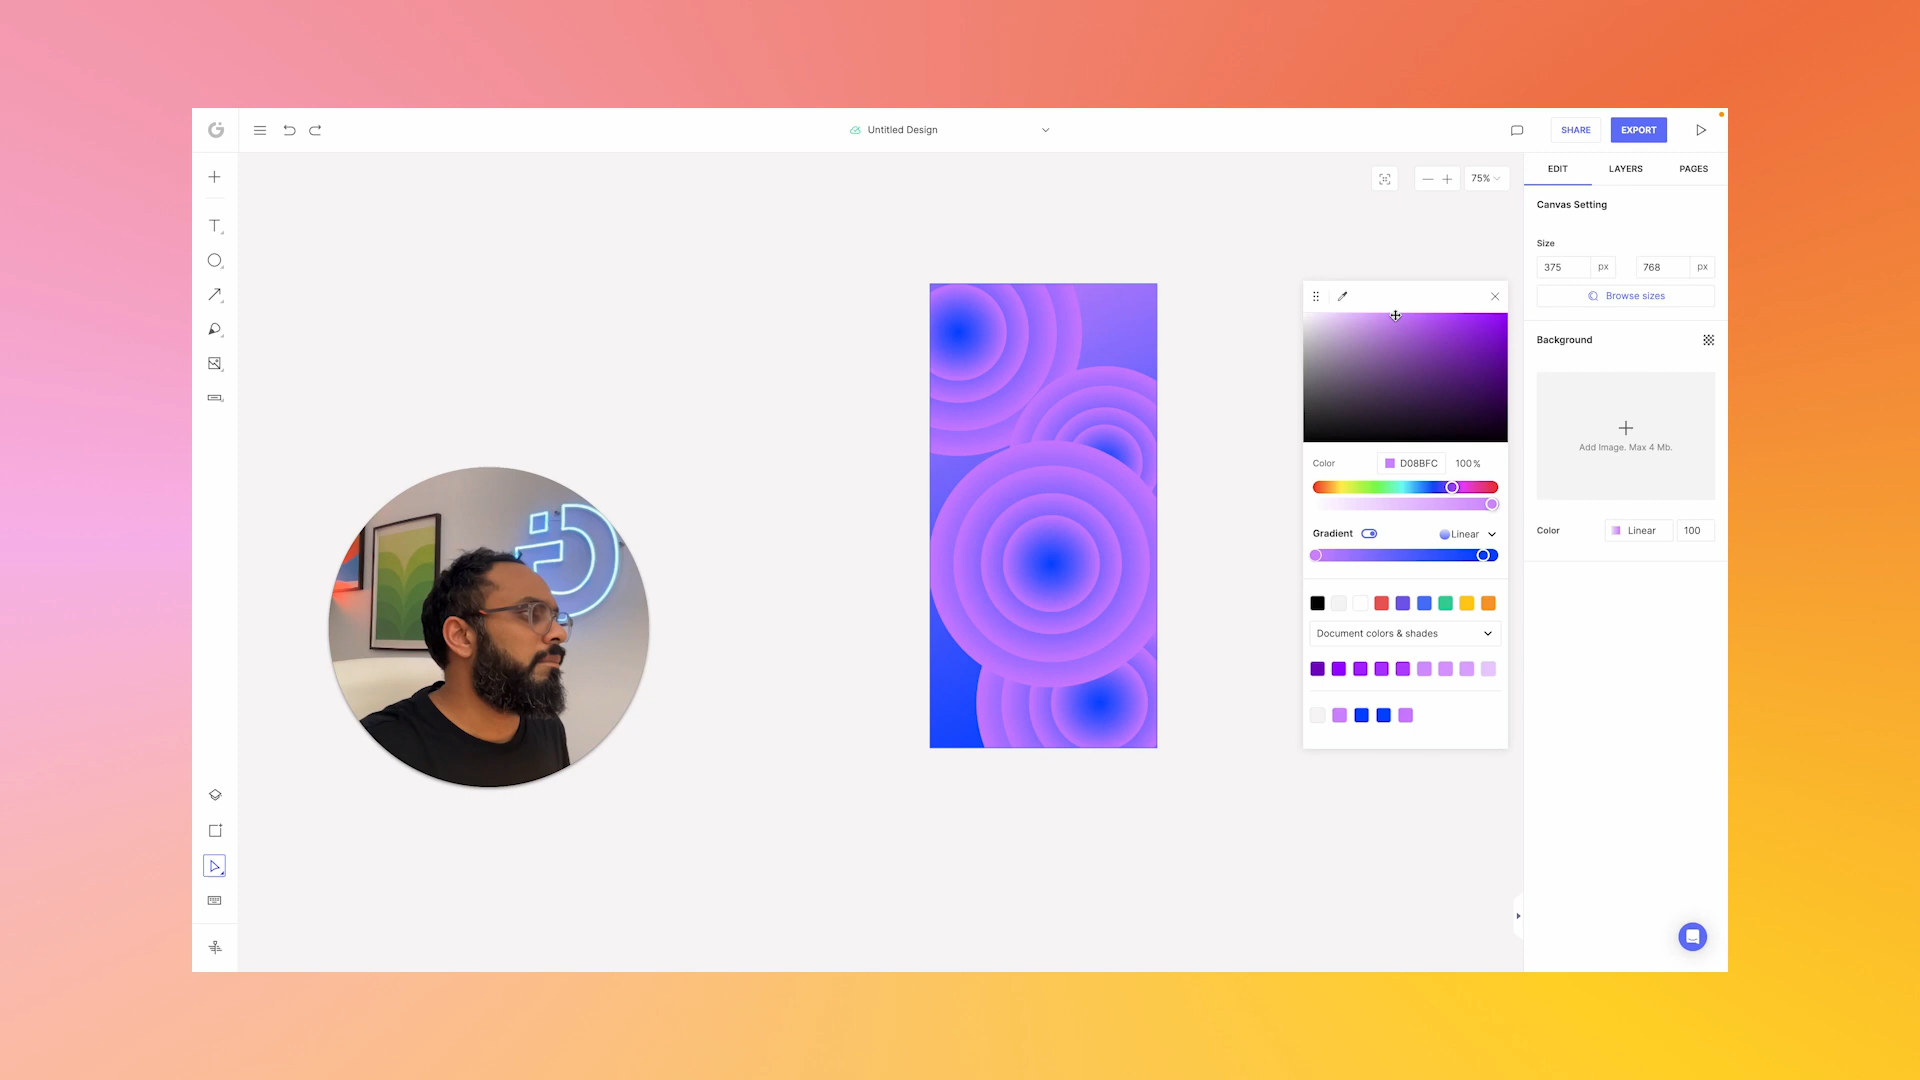 Untitled Design
SHARE
EXPORT
75%
EDIT
LAYERS
PAGES
Canvas Setting
Size
375
px
768
px
Browse sizes
Background
Add Image. Max 4 Mb.
Color
Linear
100
Color
D08BFC
100%
Gradient
Linear
Document colors & shades